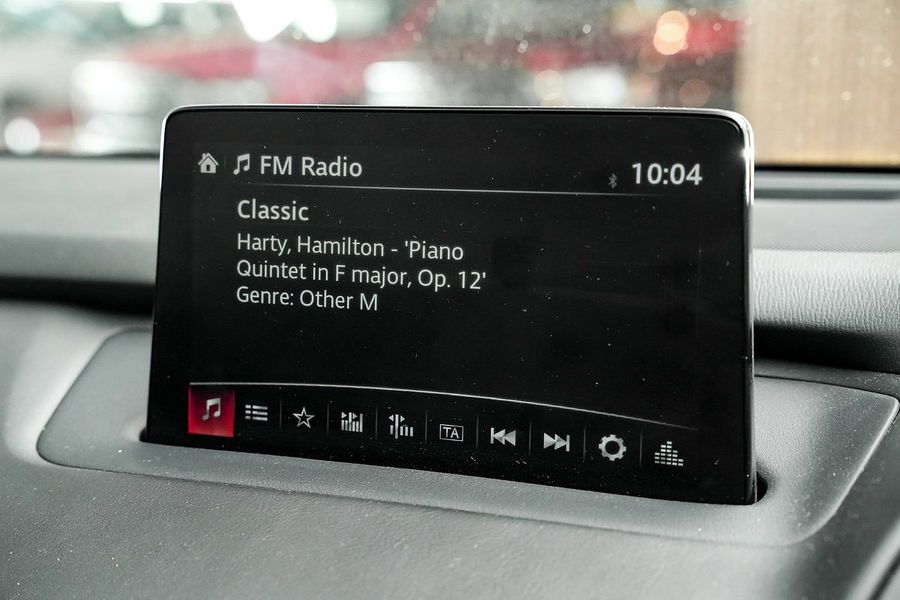 FM Radio
10:04
Classic
Harty, Hamilton - 'Piano
Quintet in F major, Op. 12'
Genre: Other M
TA